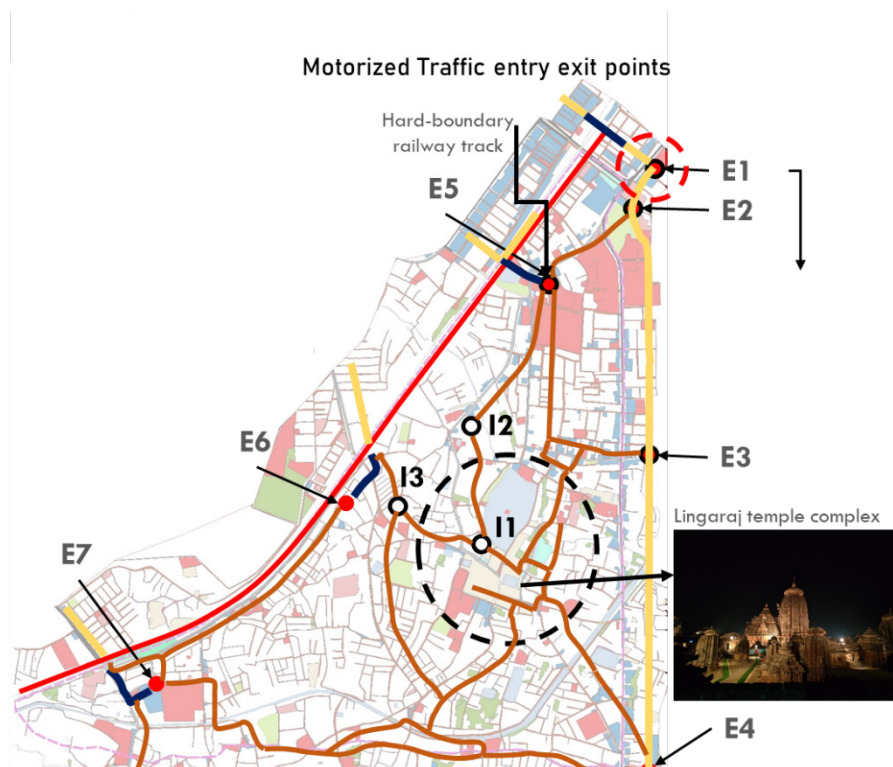 Motorized Traffic entry exit points
Hard-boundary
railway track
E1
E5
E2
I2
E6
I3
E3
I1
Lingaraj temple complex
E7
E4